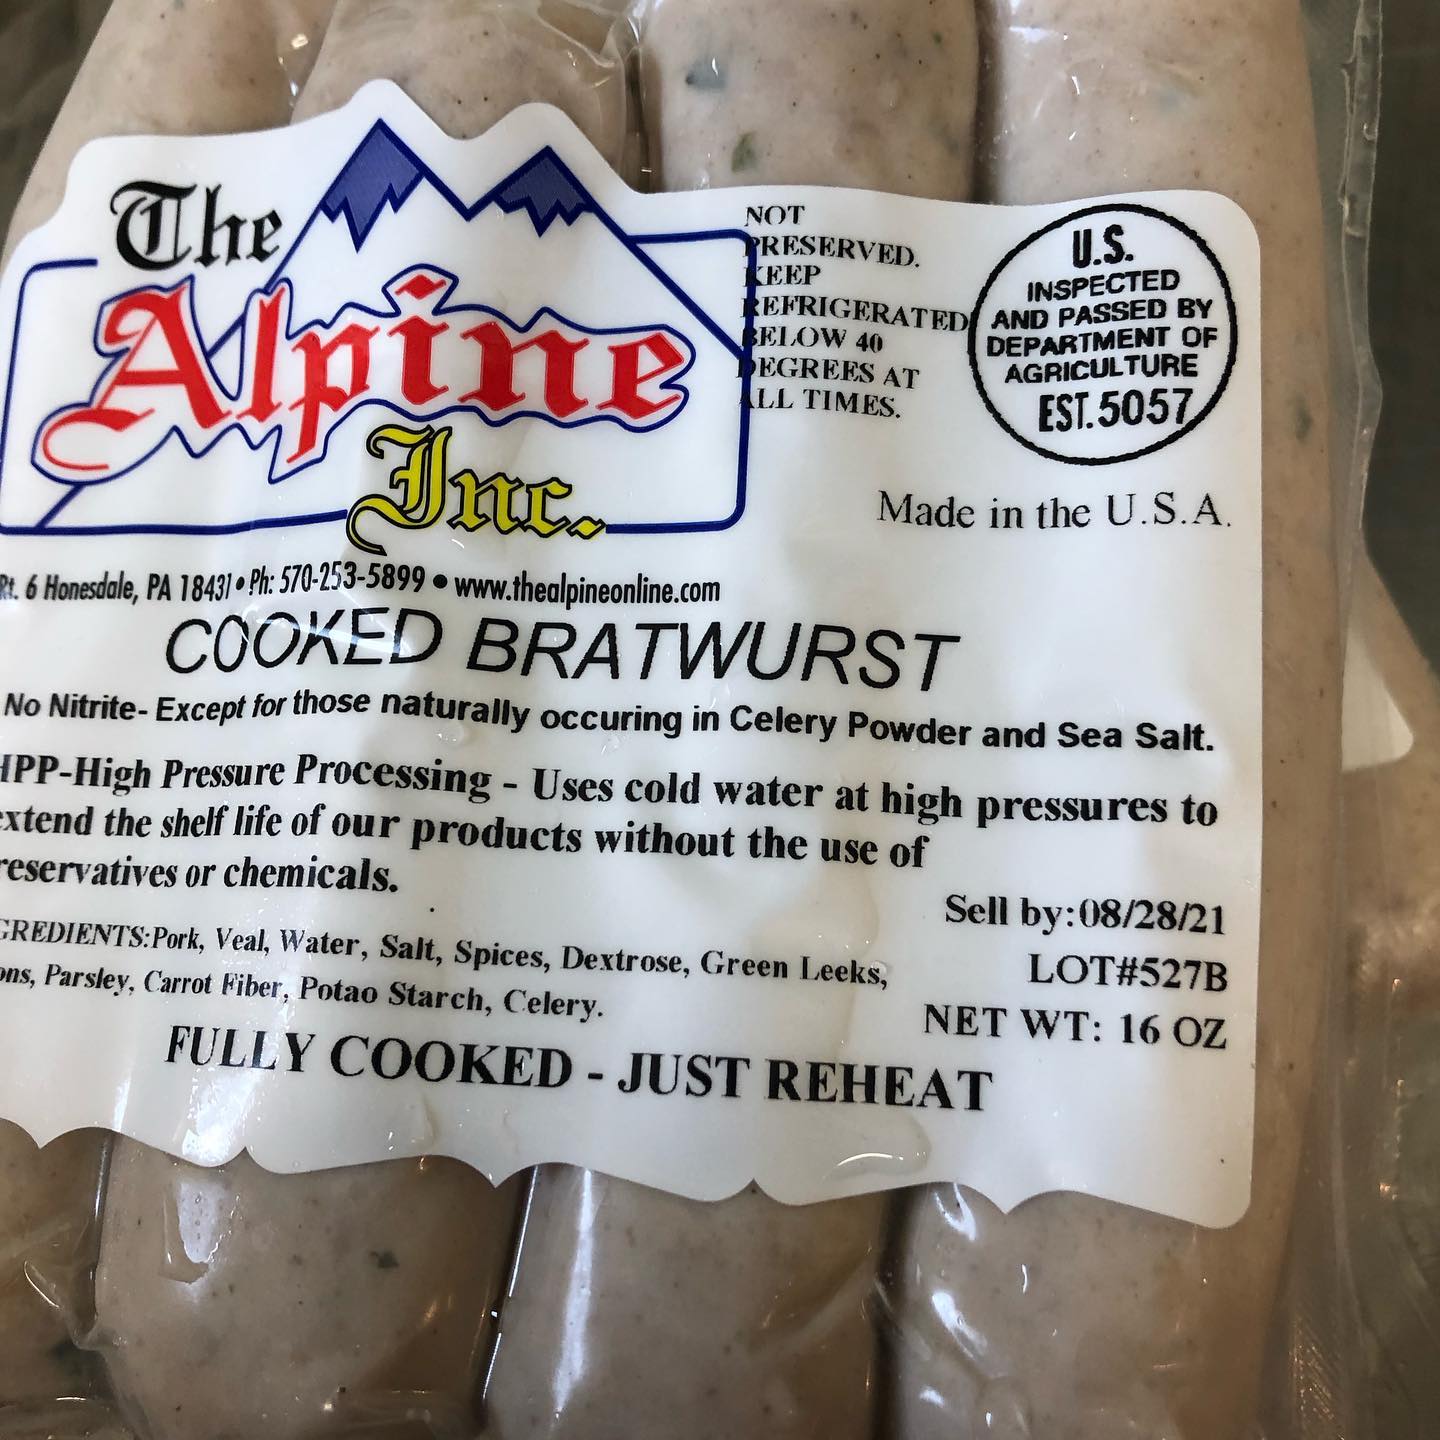 The
Alpine
Inc.
NOT
PRESERVED.
KEEP
REFRIGERATED
BELOW 40
DEGREES AT
ALL TIMES.
U.S.
INSPECTED
AND PASSED BY
DEPARTMENT OF
AGRICULTURE
EST. 5057
Made in the U.S.A.
Rt. 6 Honesdale, PA 18431 • Ph: 570-253-5899 • www.thealpineonline.com
COOKED BRATWURST
No Nitrite- Except for those naturally occuring in Celery Powder and Sea Salt.
HPP-High Pressure Processing - Uses cold water at high pressures to
extend the shelf life of our products without the use of
reservatives or chemicals.
Sell by:08/28/21
GREDIENTS:Pork, Veal, Water, Salt, Spices, Dextrose, Green Leeks,
LOT#527B
ons, Parsley, Carrot Fiber, Potao Starch, Celery.
NET WT: 16 OZ
FULLY COOKED - JUST REHEAT